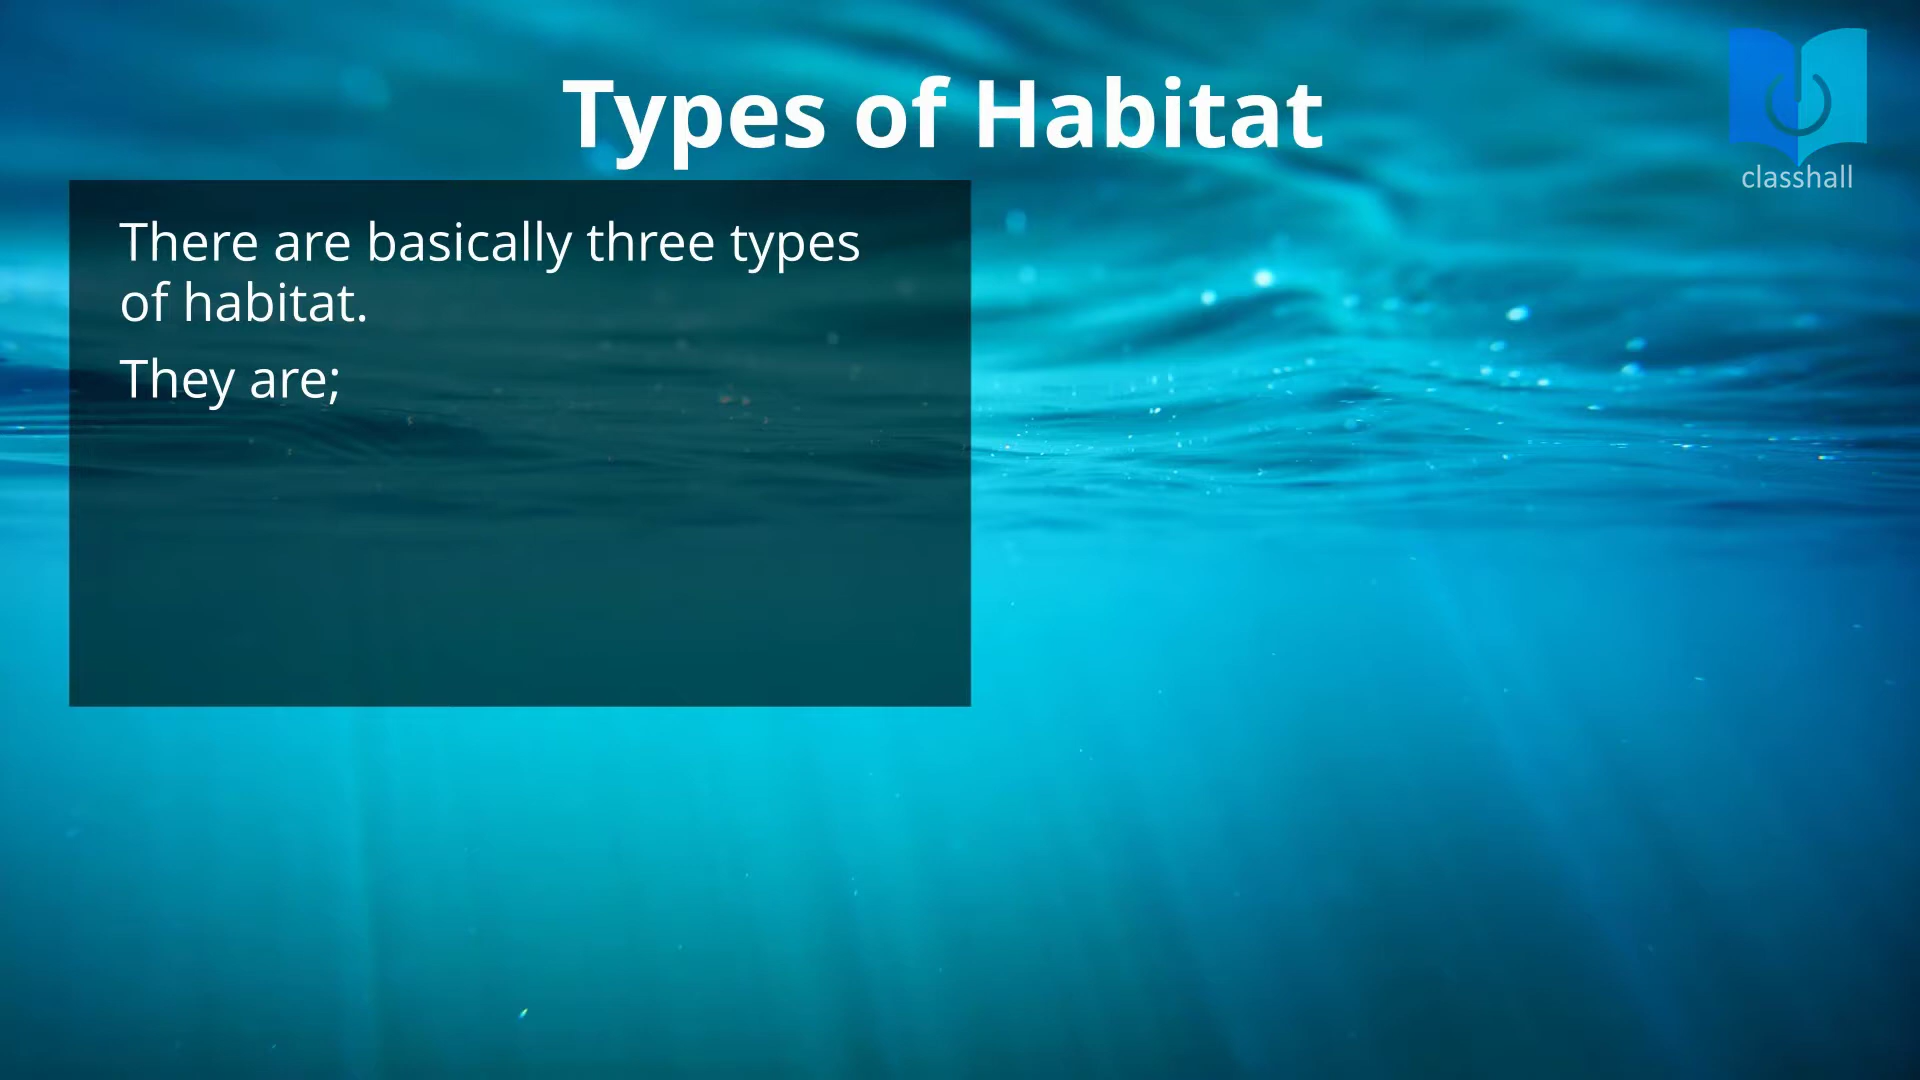 Types of Habitat
classhall
There are basically three types
of habitat.
They are;